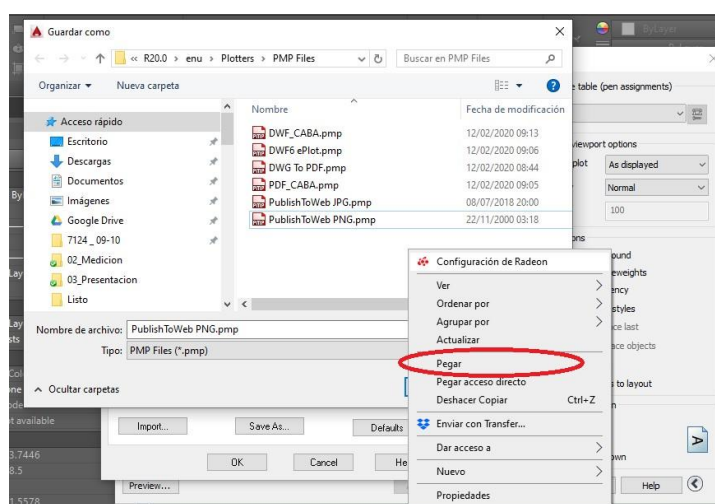 Guardar como
ByLayer
« R20.0 > enu > Plotters > PMP Files
Buscar en PMP Files
Organizar
Nueva carpeta
e table (pen assignments)
Nombre
Fecha de modificación
Acceso rápido
Escritorio
DWF_CABA.pmp
12/02/2020 09:13
viewport options
Descargas
DWF6 ePlot.pmp
12/02/2020 09:06
plot
As displayed
Documentos
DWG To PDF.pmp
12/02/2020 08:44
By
Imágenes
PDF_CABA.pmp
12/02/2020 09:05
Normal
Google Drive
PublishToWeb JPG.pmp
08/07/2018 20:00
100
7124 _ 09-10
PublishToWeb PNG.pmp
22/11/2000 03:18
ons
02_Medicion
Configuración de Radeon
ound
Lay
03_Presentacion
eweights
Listo
Ver
ency
Ordenar por
styles
Lay
Nombre de archivo:
PublishToWeb PNG.pmp
Agrupar por
ce last
sts
Tipo:
PMP Files (*.pmp)
Actualizar
ace objects
Col
Pegar
one
Ocultar carpetas
Pegar acceso directo
s to layout
ode
Deshacer Copiar
Ctrl+Z
n
t available
Import...
Save As...
Defaults
Enviar con Transfer...
3.7446
Dar acceso a
own
8.5
OK
Cancel
He
Nuevo
Preview...
Help
1.5578
Propiedades